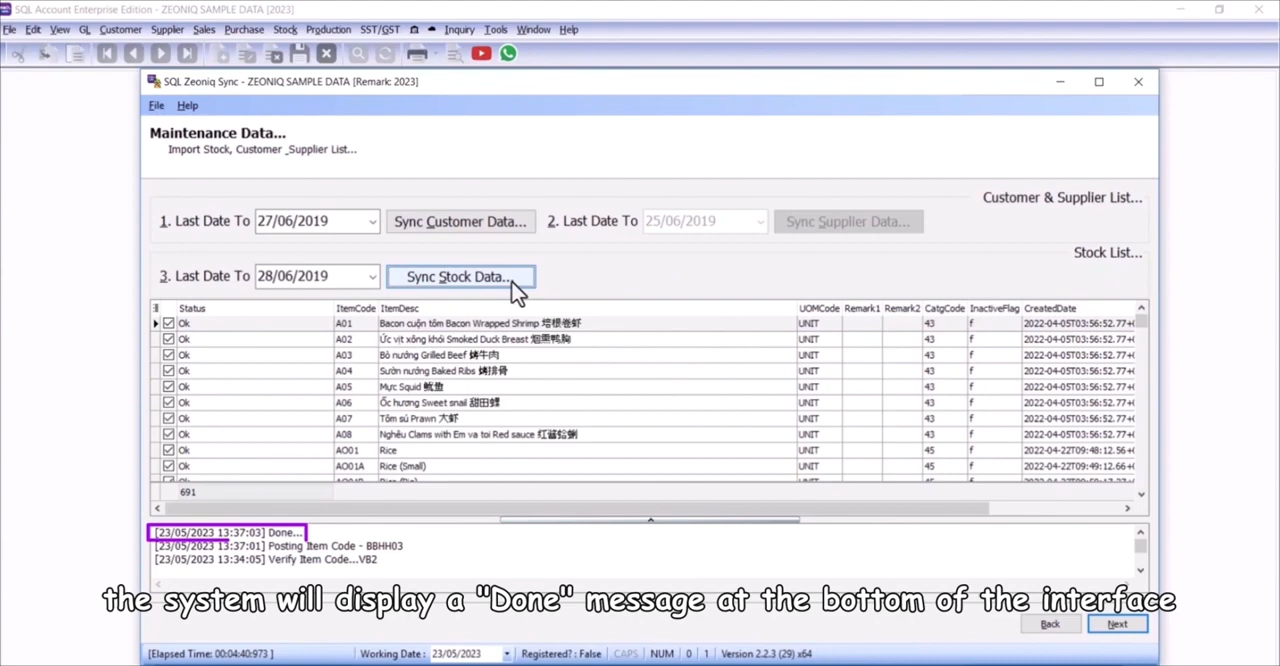 SQL Account Enterprise Edition - ZEONIQ SAMPLE DATA [2023]
File Edit View GL Customer Supplier Sales Purchase Stock Production SST/GST Inquiry Tools Window Help
SQL Zeoniq Sync - ZEONIQ SAMPLE DATA [Remark: 2023]
File Help
Maintenance Data...
Import Stock, Customer _Supplier List...
Customer & Supplier List...
1. Last Date To 27/06/2019 Sync Customer Data... 2. Last Date To 25/06/2019 Sync Supplier Data...
Stock List...
3. Last Date To 28/06/2019 Sync Stock Data...
Status ItemCode ItemDesc UOMCode Remark1 Remark2 CatgCode InactiveFlag CreatedDate
Ok A01 Bacon cuộn tôm Bacon Wrapped Shrimp 培根卷虾 UNIT 43 f 2022-04-05T03:56:52.77+
Ok A02 Ức vịt xông khói Smoked Duck Breast 烟熏鸭胸 UNIT 43 f 2022-04-05T03:56:52.77+
Ok A03 Bò nướng Grilled Beef 烤牛肉 UNIT 43 f 2022-04-05T03:56:52.77+
Ok A04 Sườn nướng Baked Ribs 烤排骨 UNIT 43 f 2022-04-05T03:56:52.77+
Ok A05 Mực Squid 鱿鱼 UNIT 43 f 2022-04-05T03:56:52.77+
Ok A06 Ốc hương Sweet snail 甜田螺 UNIT 43 f 2022-04-05T03:56:52.77+
Ok A07 Tôm sú Prawn 大虾 UNIT 43 f 2022-04-05T03:56:52.77+
Ok A08 Nghêu Clams with Em va toi Red sauce 红酱蛤蜊 UNIT 43 f 2022-04-05T03:56:52.77+
Ok AO01 Rice UNIT 45 f 2022-04-22T09:48:12.56+
Ok AO01A Rice (Small) UNIT 45 f 2022-04-22T09:49:12.66+
691
[23/05/2023 13:37:03] Done...
[23/05/2023 13:37:01] Posting Item Code - BBHH03
[23/05/2023 13:34:05] Verify Item Code...VB2
the system will display a "Done" message at the bottom of the interface
Back Next
[Elapsed Time: 00:04:40:973 ] Working Date : 23/05/2023 Registered? : False CAPS NUM 0 1 Version 2.2.3 (29) x64